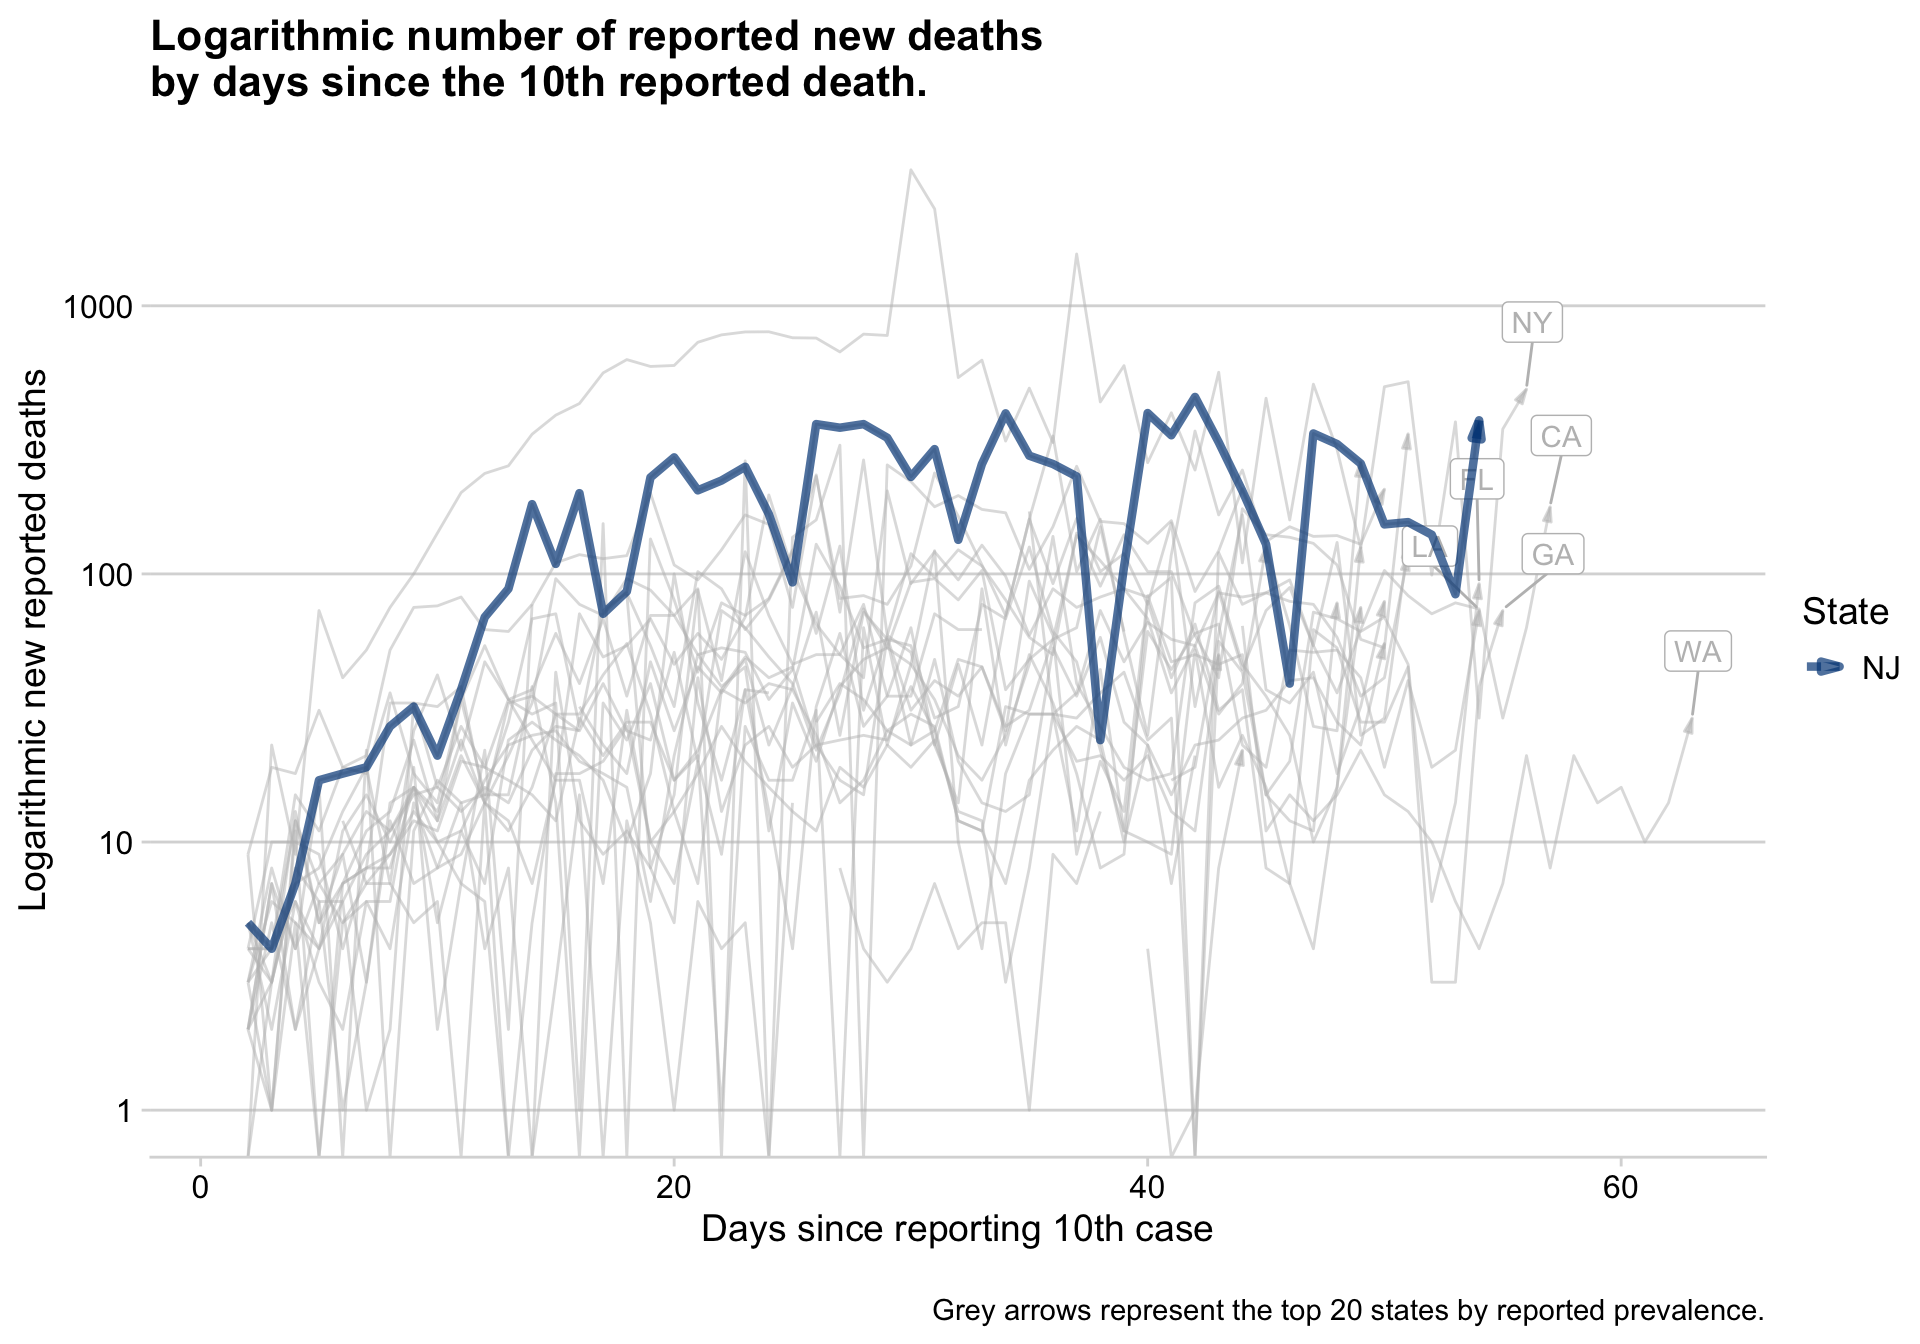 Logarithmic number of reported new deaths
by days since the 10th reported death.
Logarithmic new reported deaths
1000
100
10
1
NY
CA
FL
LA
GA
WA
State
NJ
0
20
40
60
Days since reporting 10th case
Grey arrows represent the top 20 states by reported prevalence.